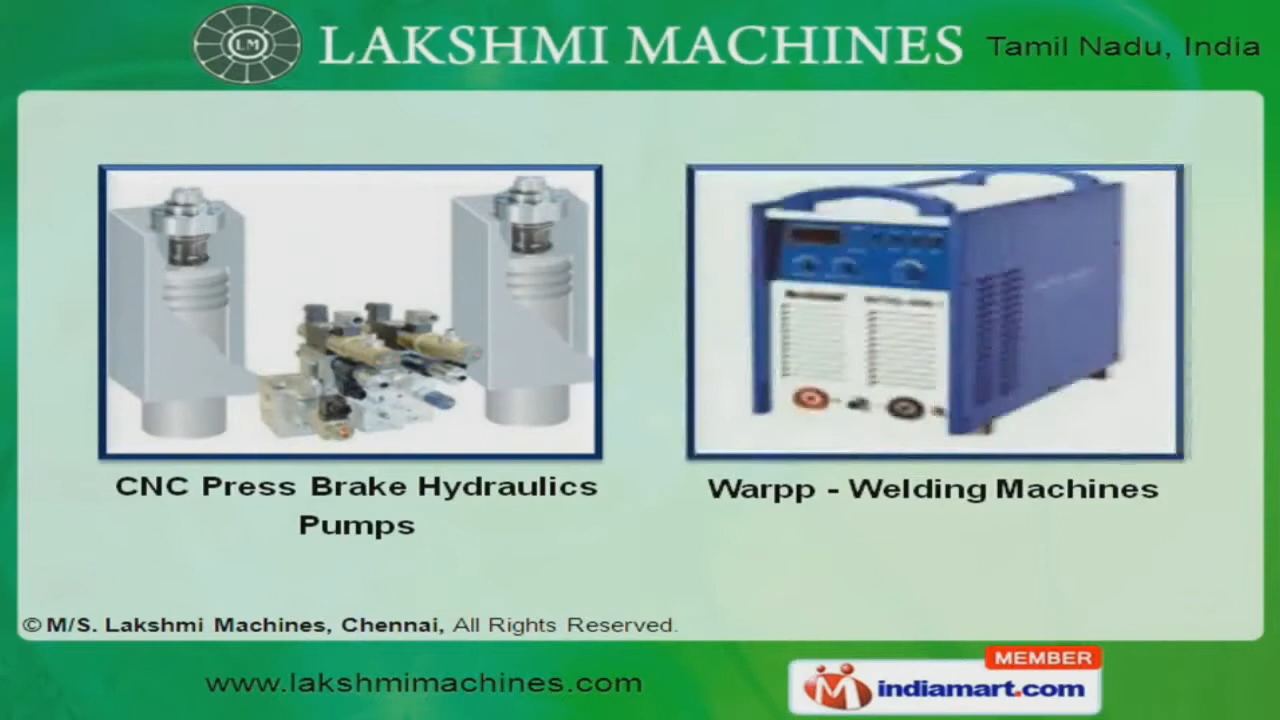 LM
LAKSHMI MACHINES
Tamil Nadu, India
CNC Press Brake Hydraulics
Pumps
Warpp - Welding Machines
© M/S. Lakshmi Machines, Chennai, All Rights Reserved.
www.lakshmimachines.com
MEMBER
indiamart.com